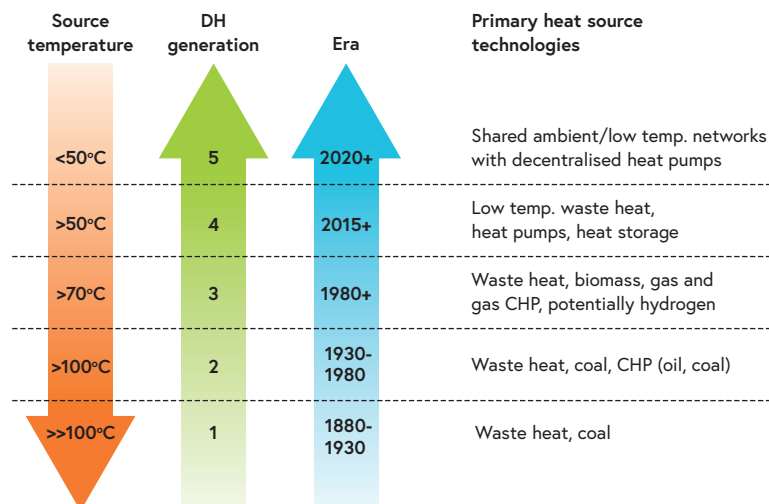 Source
temperature
DH
generation
Era
Primary heat source
technologies
<50°C
5
2020+
Shared ambient/low temp. networks
with decentralised heat pumps
>50°C
4
2015+
Low temp. waste heat,
heat pumps, heat storage
>70°C
3
1980+
Waste heat, biomass, gas and
gas CHP, potentially hydrogen
>100°C
2
1930-
1980
Waste heat, coal, CHP (oil, coal)
>>100°C
1
1880-
1930
Waste heat, coal